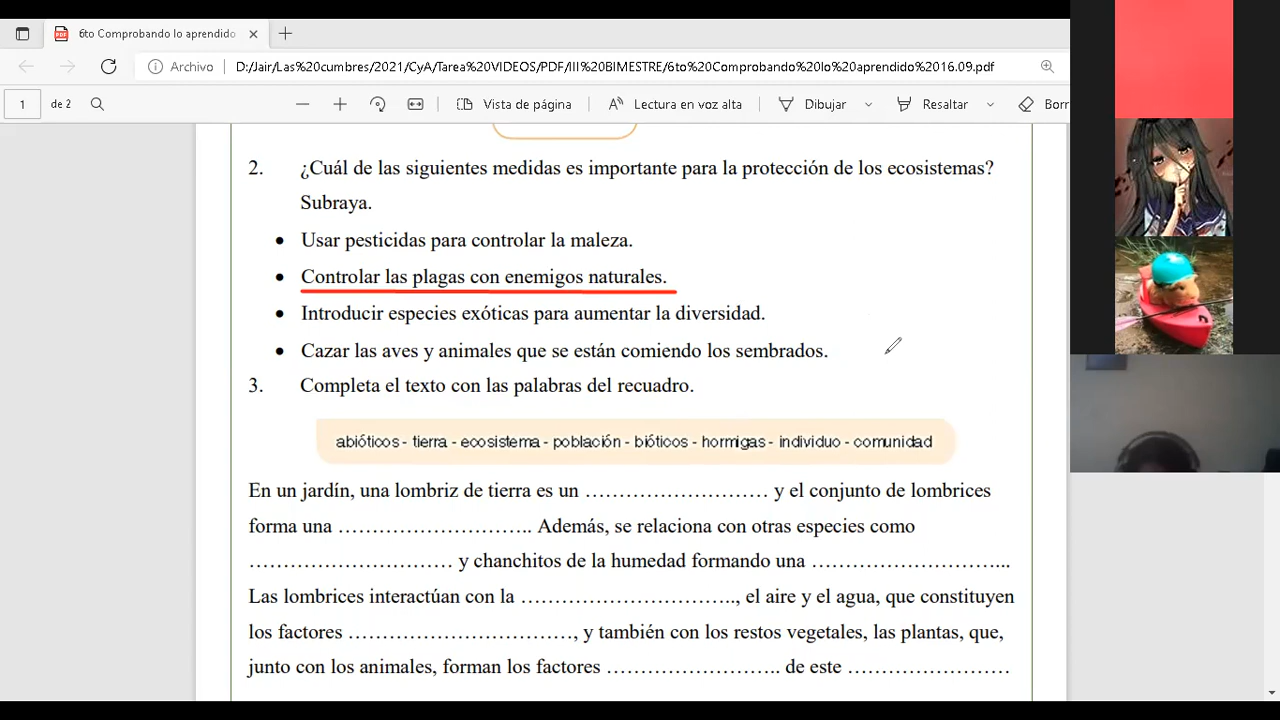 6to Comprobando lo aprendido
Archivo D:/Jair/Las%20cumbres/2021/CyA/Tarea%20VIDEOS/PDF/III%20BIMESTRE/6to%20Comprobando%20lo%20aprendido%2016.09.pdf
1 de 2 Vista de página Lectura en voz alta Dibujar Resaltar Borr
2. ¿Cuál de las siguientes medidas es importante para la protección de los ecosistemas?
Subraya.
• Usar pesticidas para controlar la maleza.
• Controlar las plagas con enemigos naturales.
• Introducir especies exóticas para aumentar la diversidad.
• Cazar las aves y animales que se están comiendo los sembrados.
3. Completa el texto con las palabras del recuadro.
abióticos - tierra - ecosistema - población - bióticos - hormigas - individuo - comunidad
En un jardín, una lombriz de tierra es un ……………………… y el conjunto de lombrices
forma una ……………………….. Además, se relaciona con otras especies como
………………………… y chanchitos de la humedad formando una ………………………...
Las lombrices interactúan con la ………………………….., el aire y el agua, que constituyen
los factores ……………………………, y también con los restos vegetales, las plantas, que,
junto con los animales, forman los factores ……………………. de este ……………………